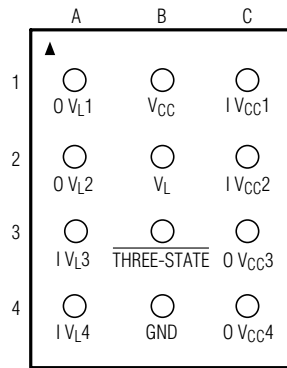 A B C
1
O VL1 VCC I VCC1
2
O VL2 VL I VCC2
3
I VL3 THREE-STATE O VCC3
4
I VL4 GND O VCC4